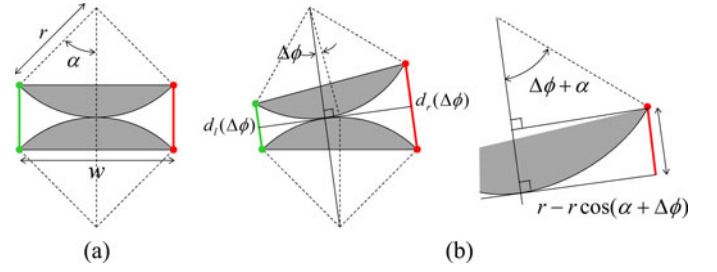 r
α
w
(a)
Δϕ
d_l(Δϕ)
d_r(Δϕ)
Δϕ+α
r−r cos(α+Δϕ)
(b)